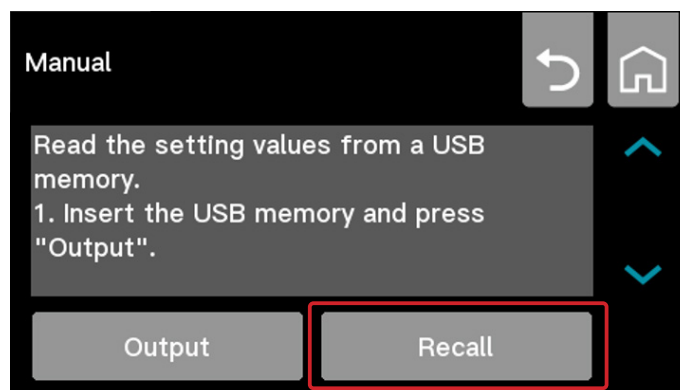 Manual
Read the setting values from a USB
memory.
1. Insert the USB memory and press
"Output".
Output
Recall